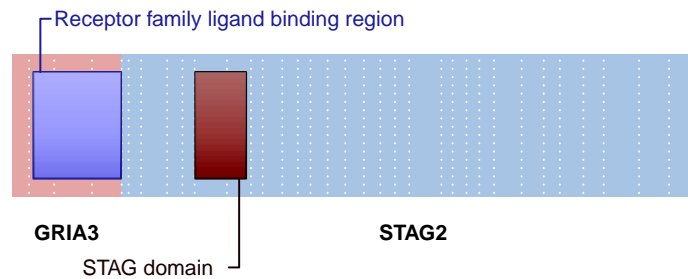 Receptor family ligand binding region
GRIA3
STAG2
STAG domain